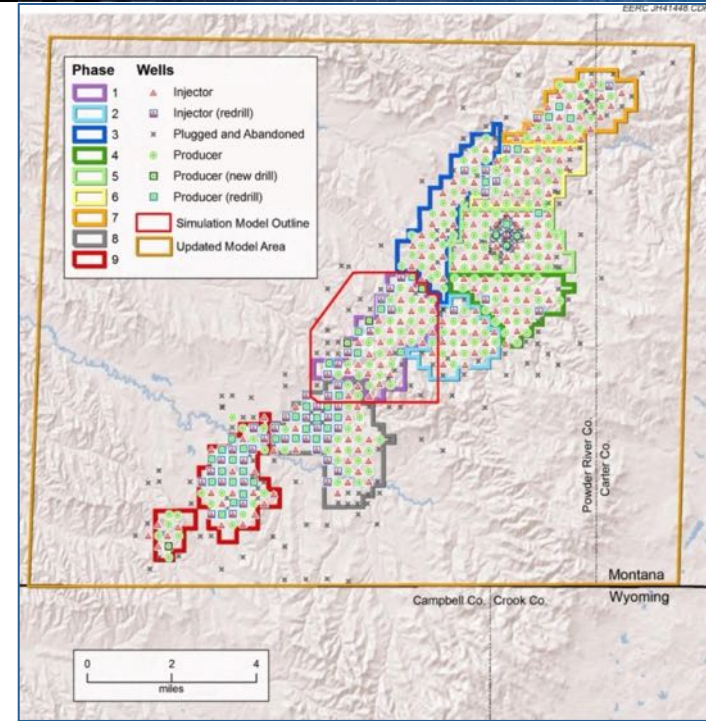 EERC JH41448.CDR
Phase Wells
1 Injector
2 Injector (redrill)
3 Plugged and Abandoned
4 Producer
5 Producer (new drill)
6 Producer (redrill)
7 Simulation Model Outline
8 Updated Model Area
9
Powder River Co.
Carter Co.
Montana
Campbell Co. Crook Co. Wyoming
0 2 4
miles